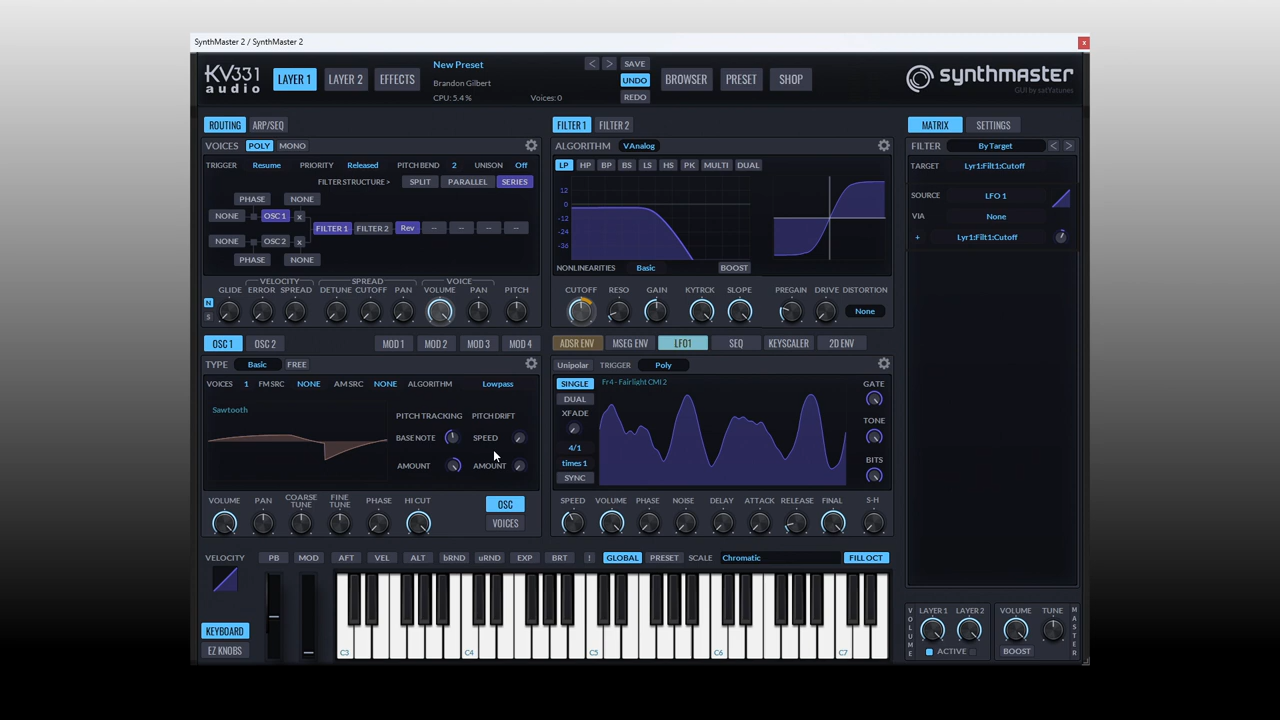 SynthMaster 2 / SynthMaster 2
x
KV331 audio
LAYER 1 LAYER 2 EFFECTS
New Preset
Brandon Gilbert
CPU: 5.4 % Voices: 0
< > SAVE
UNDO
REDO
BROWSER PRESET SHOP
synthmaster
GUI by satYatunes
ROUTING ARP/SEQ
VOICES POLY MONO
TRIGGER Resume PRIORITY Released PITCH BEND 2 UNISON Off
FILTER STRUCTURE > SPLIT PARALLEL SERIES
PHASE NONE
NONE OSC 1 x
FILTER 1 FILTER 2 Rev -- -- -- --
NONE OSC 2 x
PHASE NONE
VELOCITY SPREAD VOICE
GLIDE ERROR SPREAD DETUNE CUTOFF PAN VOLUME PAN PITCH
N
S
FILTER 1 FILTER 2
ALGORITHM VAnalog
LP HP BP BS LS HS PK MULTI DUAL
12
0
-12
-24
-36
NONLINEARITIES Basic BOOST
CUTOFF RESO GAIN KYTRCK SLOPE PREGAIN DRIVE DISTORTION
None
MATRIX SETTINGS
FILTER By Target < >
TARGET Lyr1:Filt1:Cutoff
SOURCE LFO 1
VIA None
+ Lyr1:Filt1:Cutoff
OSC 1 OSC 2 MOD 1 MOD 2 MOD 3 MOD 4
TYPE Basic FREE
VOICES 1 FM SRC NONE AM SRC NONE ALGORITHM Lowpass
Sawtooth
PITCH TRACKING PITCH DRIFT
BASE NOTE SPEED
AMOUNT AMOUNT
VOLUME PAN COARSE TUNE FINE TUNE PHASE HI CUT
OSC
VOICES
ADSR ENV MSEG ENV LFO1 SEQ KEYSCALER 2D ENV
Unipolar TRIGGER Poly
SINGLE
DUAL
XFADE
4/1
times 1
SYNC
Fr4 - Fairlight CMI 2
GATE
TONE
BITS
SPEED VOLUME PHASE NOISE DELAY ATTACK RELEASE FINAL S-H
VELOCITY PB MOD AFT VEL ALT bRND uRND EXP BRT ! GLOBAL PRESET SCALE Chromatic FILL OCT
KEYBOARD
EZ KNOBS
C3 C4 C5 C6 C7
VOLUME
LAYER 1 LAYER 2
ACTIVE
VOLUME TUNE
BOOST
MASTER